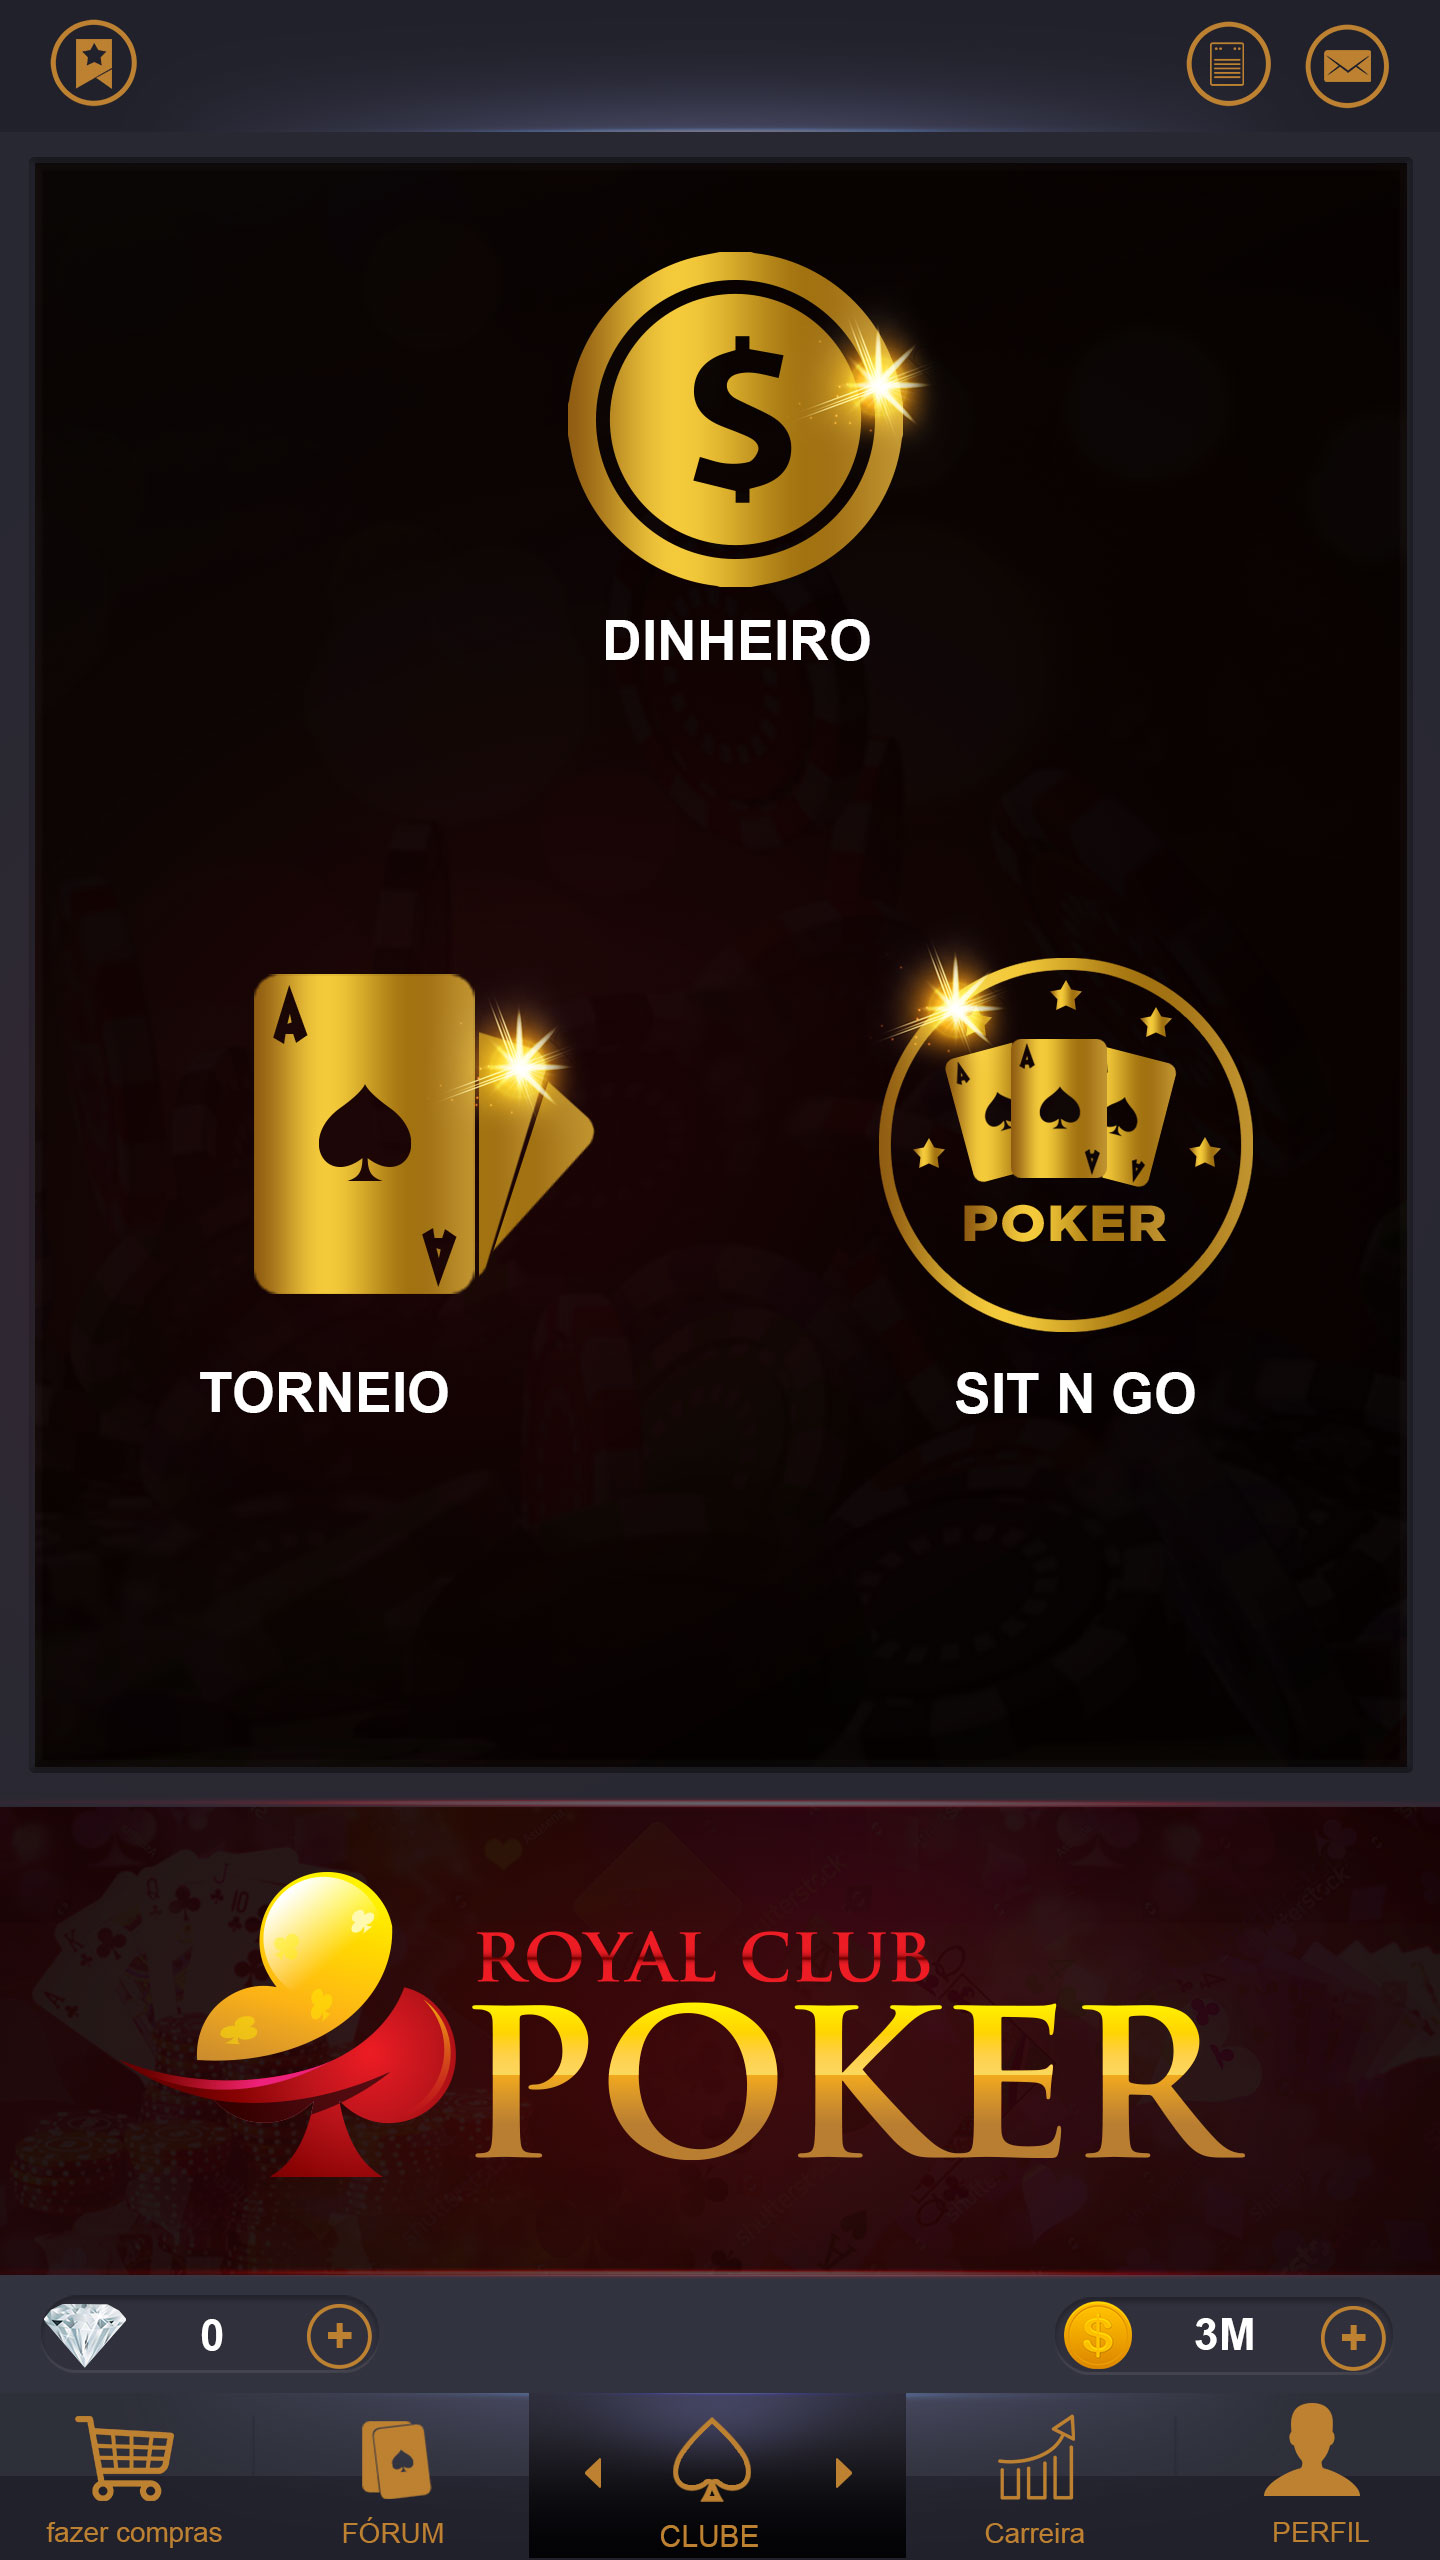 DINHEIRO
A
A
A
A
A
A
POKER
TORNEIO
SIT N GO
ROYAL CLUB
POKER
0
3M
fazer compras
FÓRUM
CLUBE
Carreira
PERFIL